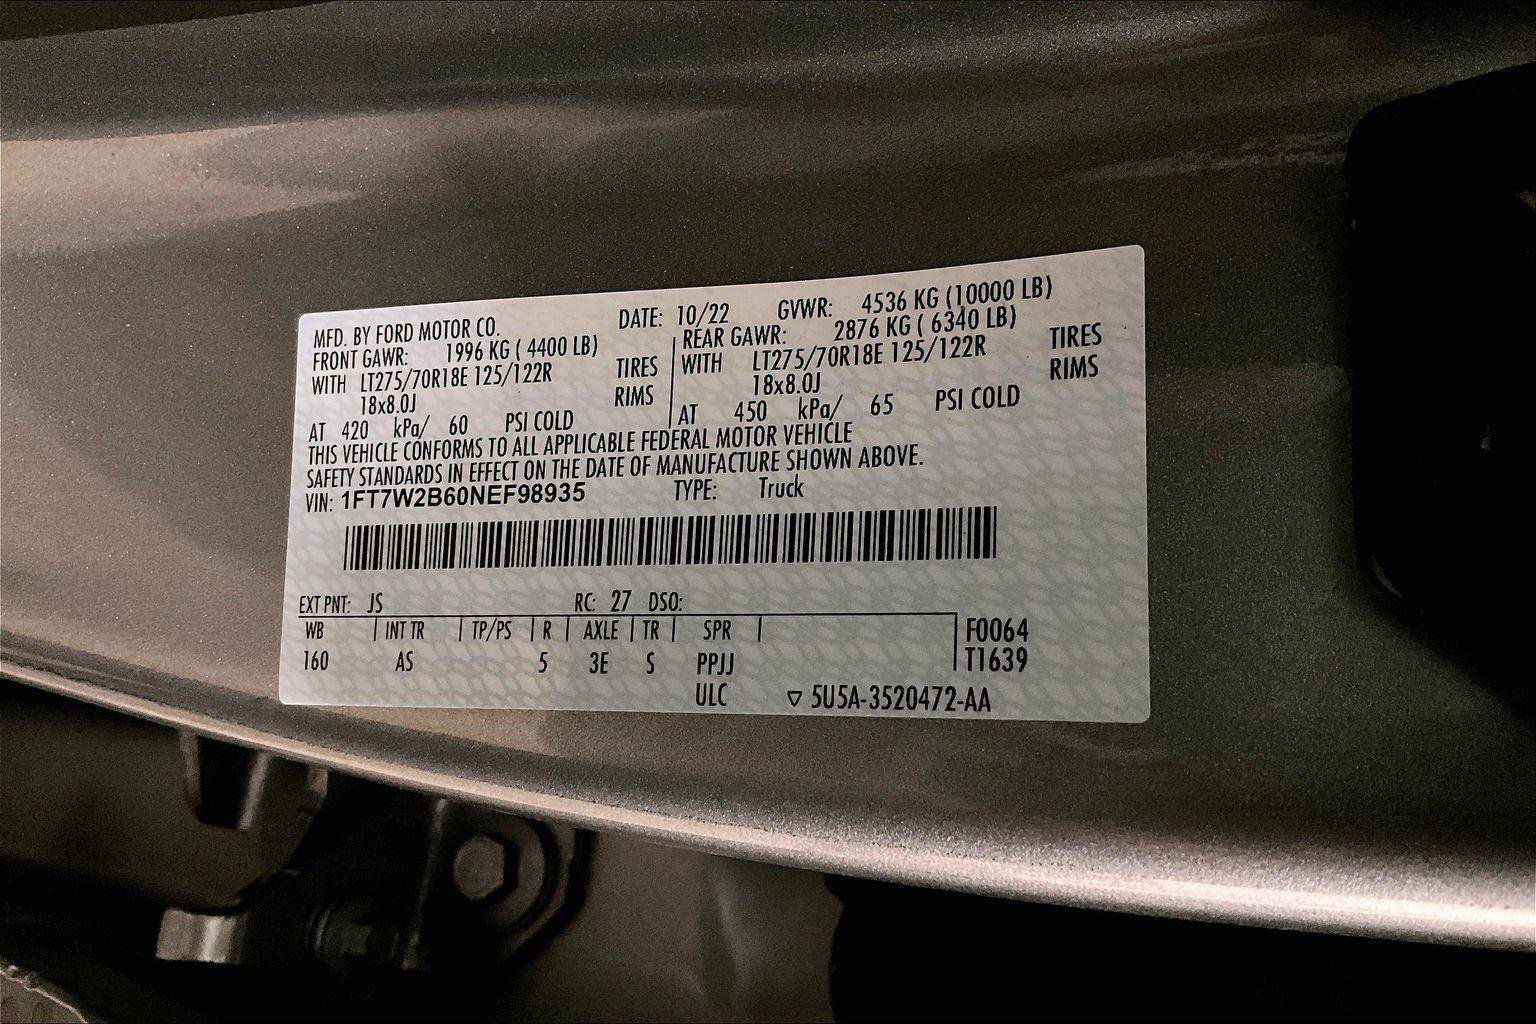 MFD. BY FORD MOTOR CO. DATE: 10/22 GVWR: 4536 KG (10000 LB)
FRONT GAWR: 1996 KG ( 4400 LB) REAR GAWR: 2876 KG ( 6340 LB)
WITH LT275/70R18E 125/122R TIRES WITH LT275/70R18E 125/122R TIRES
18x8.0J RIMS 18x8.0J RIMS
AT 420 kPa/ 60 PSI COLD AT 450 kPa/ 65 PSI COLD
THIS VEHICLE CONFORMS TO ALL APPLICABLE FEDERAL MOTOR VEHICLE
SAFETY STANDARDS IN EFFECT ON THE DATE OF MANUFACTURE SHOWN ABOVE.
VIN: 1FT7W2B60NEF98935 TYPE: Truck
EXT PNT: JS RC: 27 DSO:
WB INT TR TP/PS R AXLE TR SPR F0064
160 AS 5 3E S PPJJ T1639
ULC ▽ 5U5A-3520472-AA